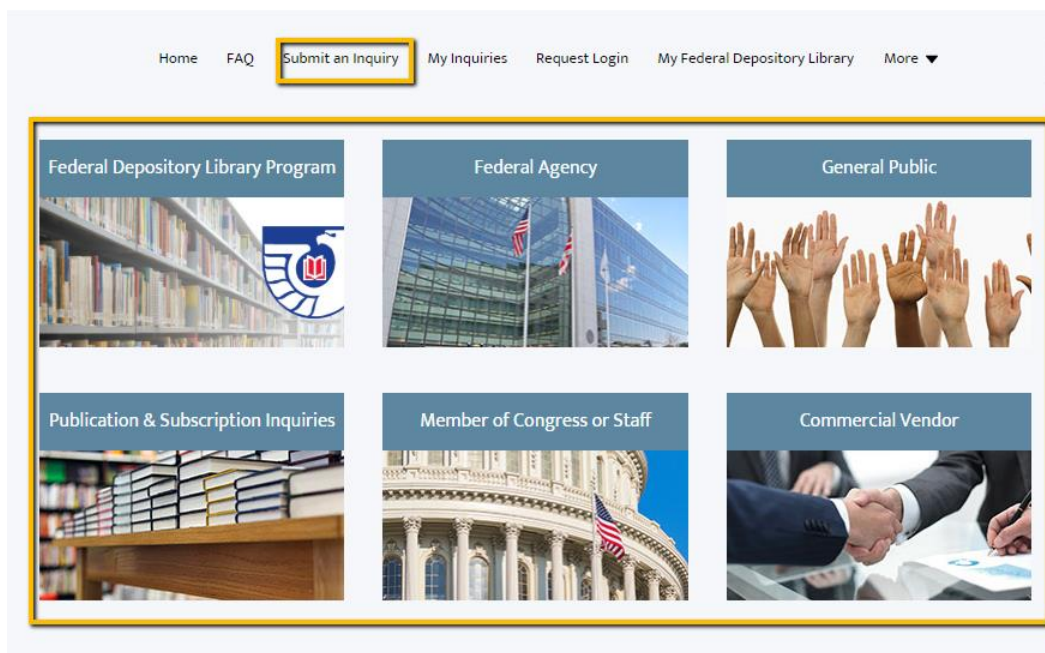 Home FAQ Submit an Inquiry My Inquiries Request Login My Federal Depository Library More
Federal Depository Library Program
Federal Agency
General Public
Publication & Subscription Inquiries
Member of Congress or Staff
Commercial Vendor